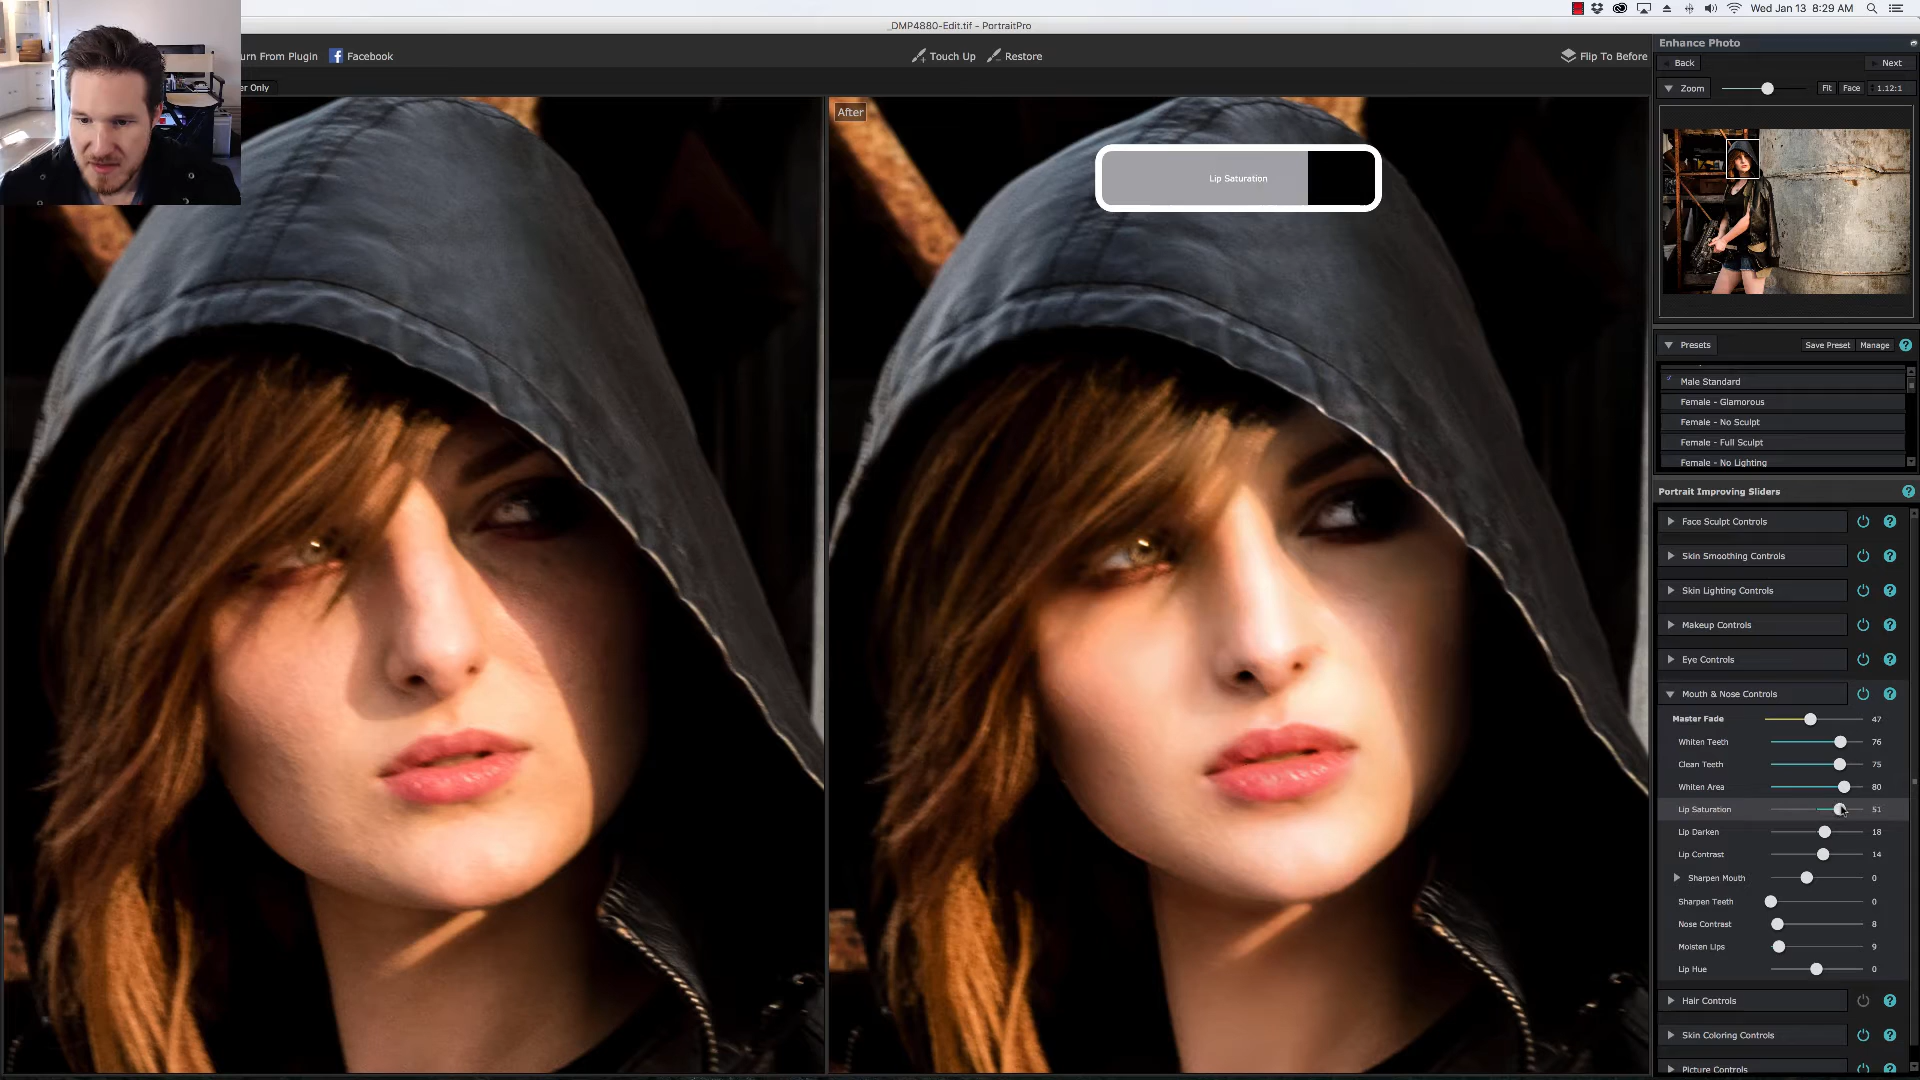 Wed Jan 13 8:29 AM
_DMP4880-Edit.tif - PortraitPro
urn From Plugin
Facebook
Touch Up
Restore
Flip To Before
er Only
After
Lip Saturation
Enhance Photo
Back
Next
Zoom
Fit
Face
1.12:1
Presets
Save Preset
Manage
?
Male Standard
Female - Glamorous
Female - No Sculpt
Female - Full Sculpt
Female - No Lighting
Portrait Improving Sliders
?
Face Sculpt Controls
?
Skin Smoothing Controls
?
Skin Lighting Controls
?
Makeup Controls
?
Eye Controls
?
Mouth & Nose Controls
?
Master Fade 47
Whiten Teeth 76
Clean Teeth 75
Whiten Area 80
Lip Saturation 51
Lip Darken 18
Lip Contrast 14
Sharpen Mouth 0
Sharpen Teeth 0
Nose Contrast 8
Moisten Lips 9
Lip Hue 0
Hair Controls
?
Skin Coloring Controls
?
Picture Controls
?